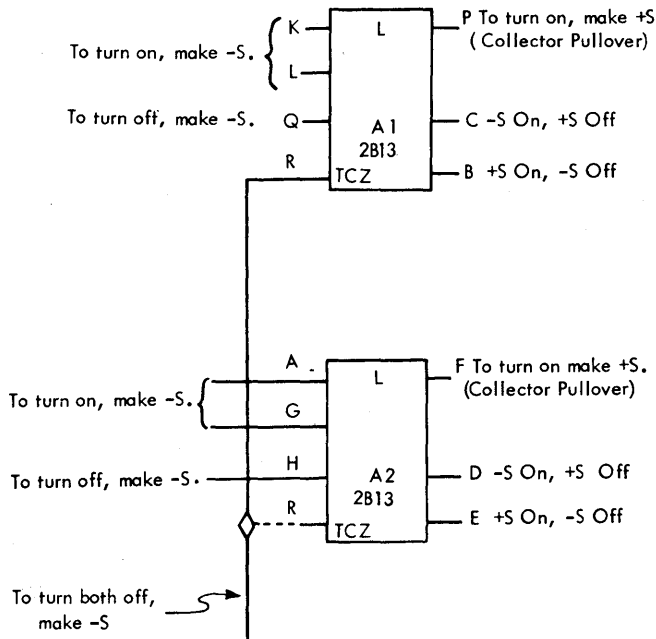 K
L
P To turn on, make +S
To turn on, make -S.
( Collector Pullover)
L
To turn off, make -S.
Q
A1
C -S On, +S Off
2B13
R
TCZ
B +S On, -S Off
A
L
F To turn on make +S.
(Collector Pullover)
To turn on, make -S.
G
H
To turn off, make -S.
A2
D -S On, +S Off
2B13
R
TCZ
E +S On, -S Off
To turn both off,
make -S